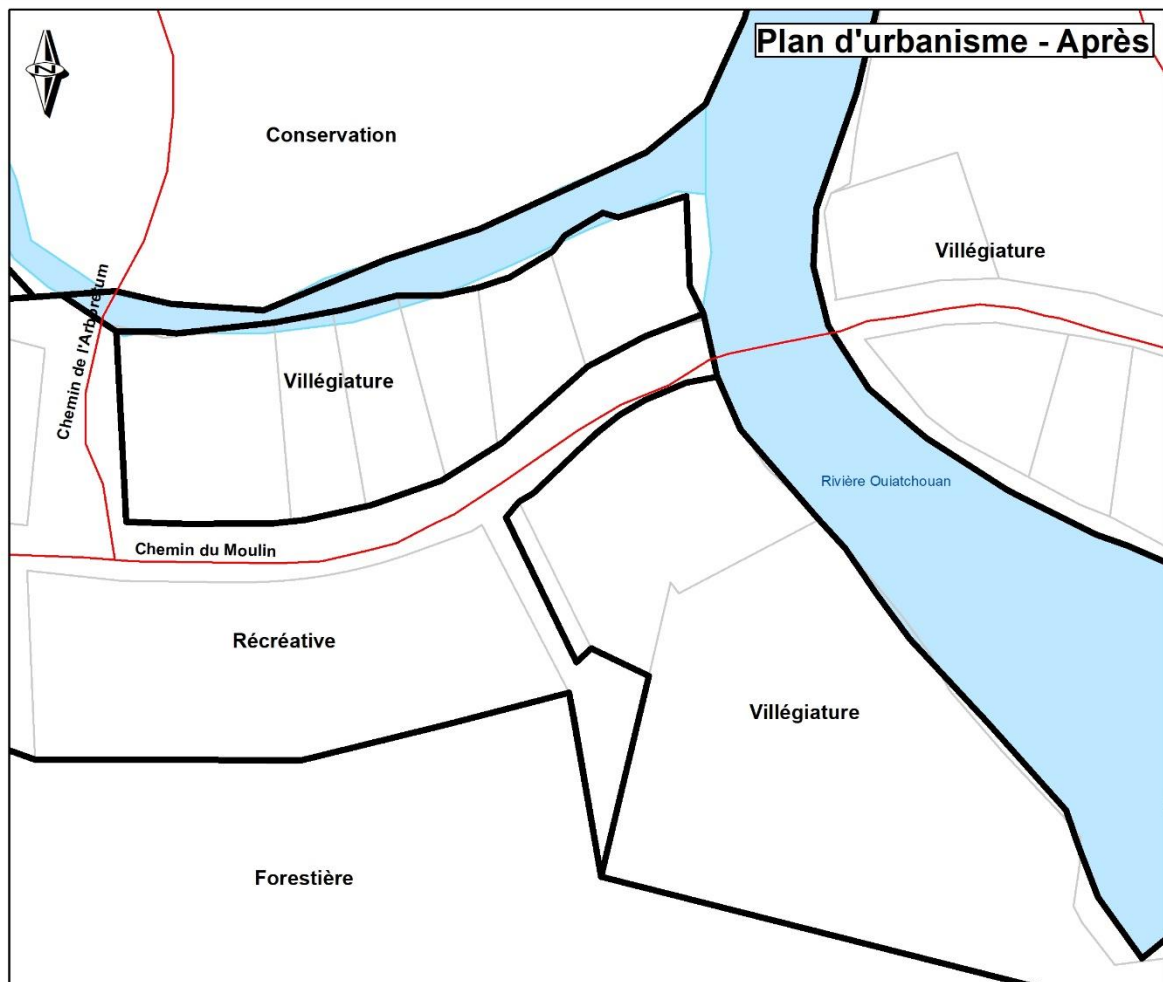 Plan d'urbanisme - Après
N
Conservation
Villégiature
Chemin de l'Arboretum
Villégiature
Rivière Ouiatchouan
Chemin du Moulin
Récréative
Villégiature
Forestière